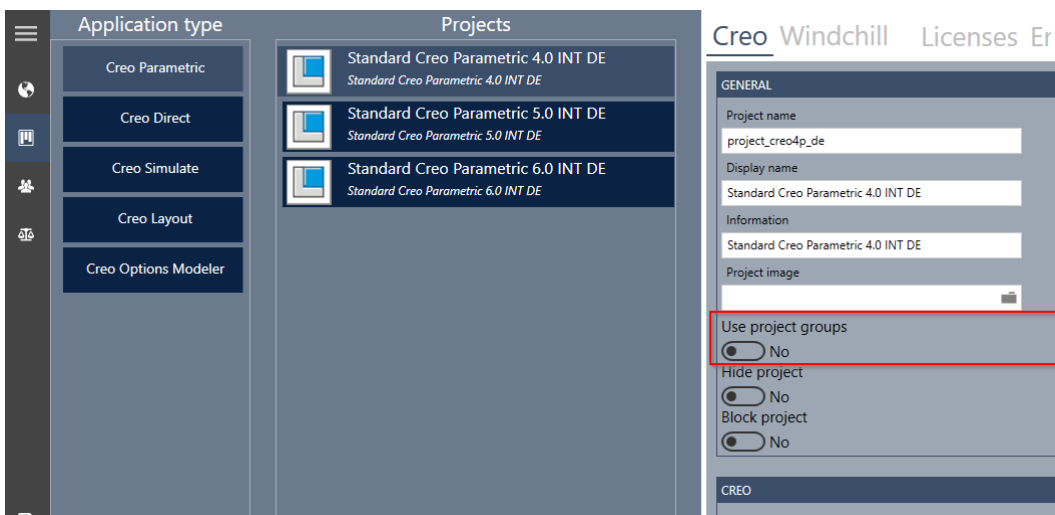 Application type
Creo Parametric
Creo Direct
Creo Simulate
Creo Layout
Creo Options Modeler
Projects
Standard Creo Parametric 4.0 INT DE
Standard Creo Parametric 4.0 INT DE
Standard Creo Parametric 5.0 INT DE
Standard Creo Parametric 5.0 INT DE
Standard Creo Parametric 6.0 INT DE
Standard Creo Parametric 6.0 INT DE
Creo Windchill Licenses
GENERAL
Project name
project_creo4p_de
Display name
Standard Creo Parametric 4.0 INT DE
Information
Standard Creo Parametric 4.0 INT DE
Project image
Use project groups
No
Hide project
No
Block project
No
CREO